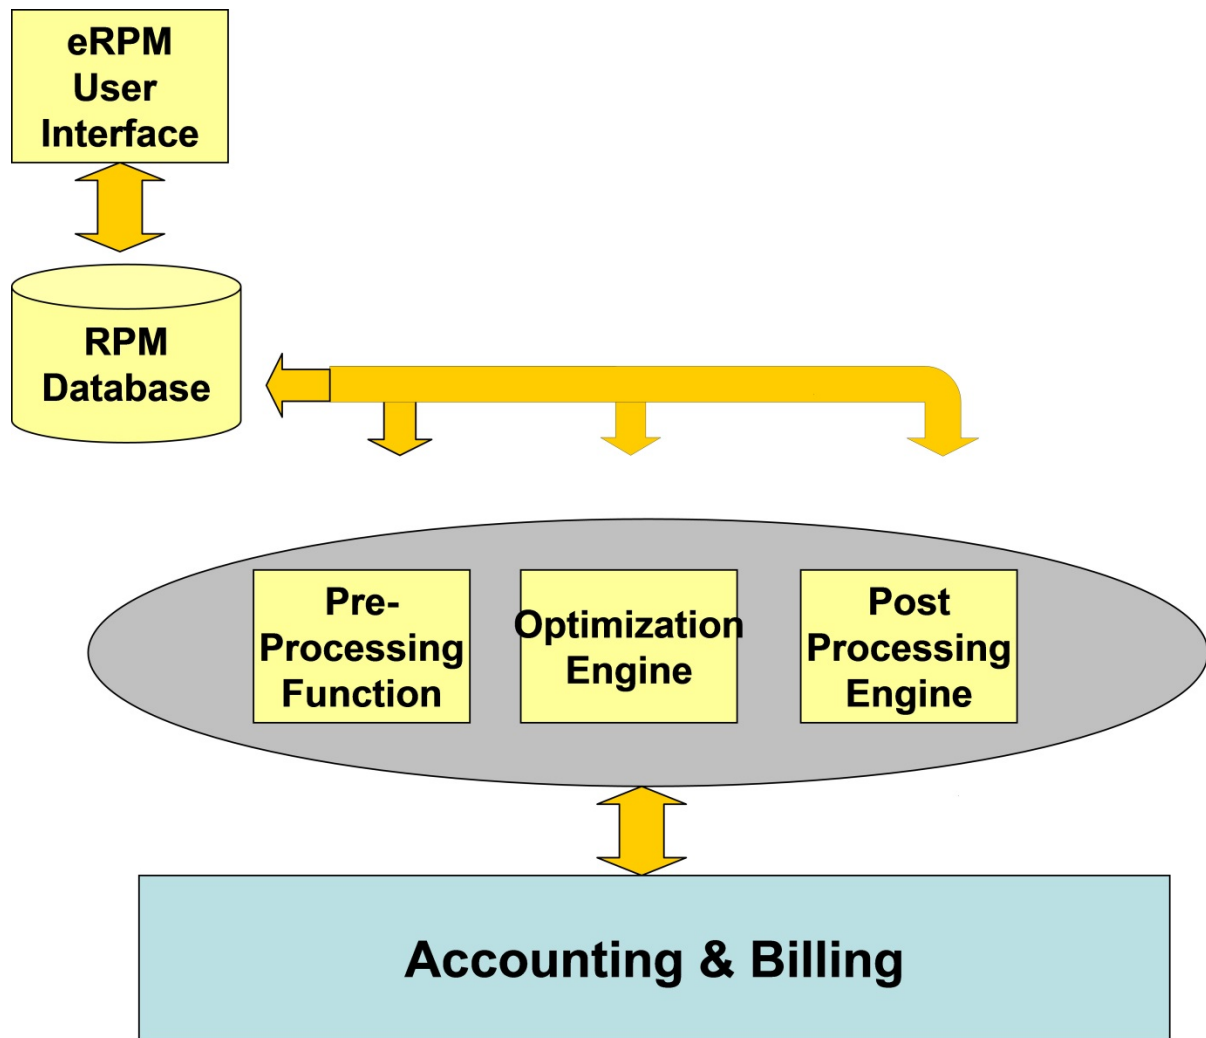 eRPM
User
Interface
RPM
Database
Pre-
Processing
Function
Optimization
Engine
Post
Processing
Engine
Accounting & Billing